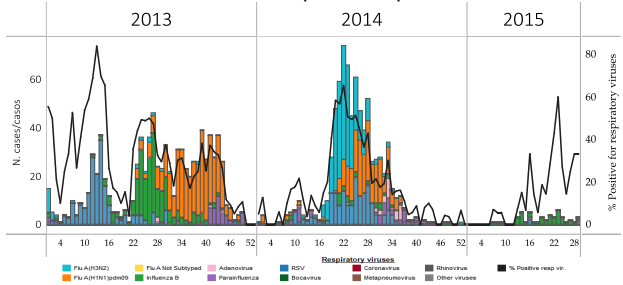 2013 2014 2015
N. cases/casos
60
40
20
0
80
60
40
20
0
% Positive for respiratory viruses
4 10 16 22 28 34 40 46 52 4 10 16 22 28 34 40 46 52 4 10 16 22 28
Respiratory viruses
Flu A(H3N2) Flu A Not Subtyped Adenovirus RSV Coronavirus Rhinovirus % Positive resp vir.
Flu A(H1N1)pdm09 Influenza B Parainfluenza Bocavirus Metapneumovirus Other viruses